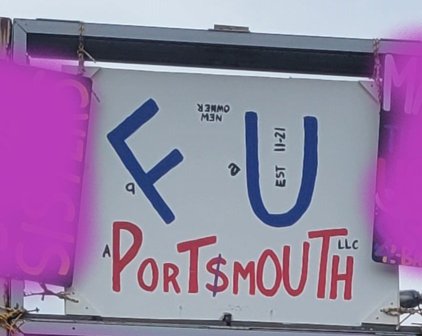 NEW
OWNER
F U
EST 11-21
a
a
A PORT$MOUTH LLC